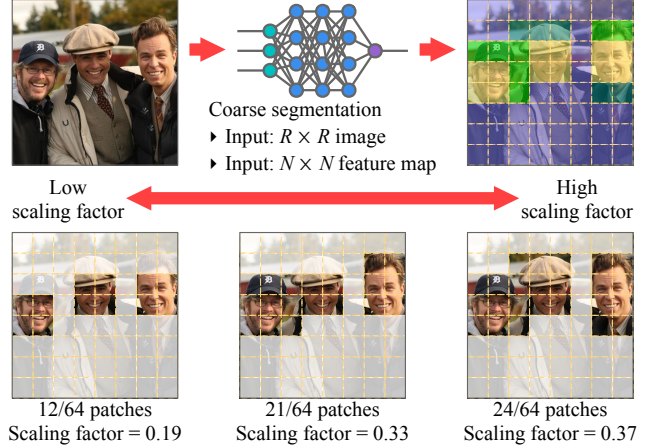 Coarse segmentation
‣ Input: R × R image
‣ Input: N × N feature map
Low
scaling factor
High
scaling factor
D
D
D
D
D
12/64 patches
Scaling factor = 0.19
21/64 patches
Scaling factor = 0.33
24/64 patches
Scaling factor = 0.37